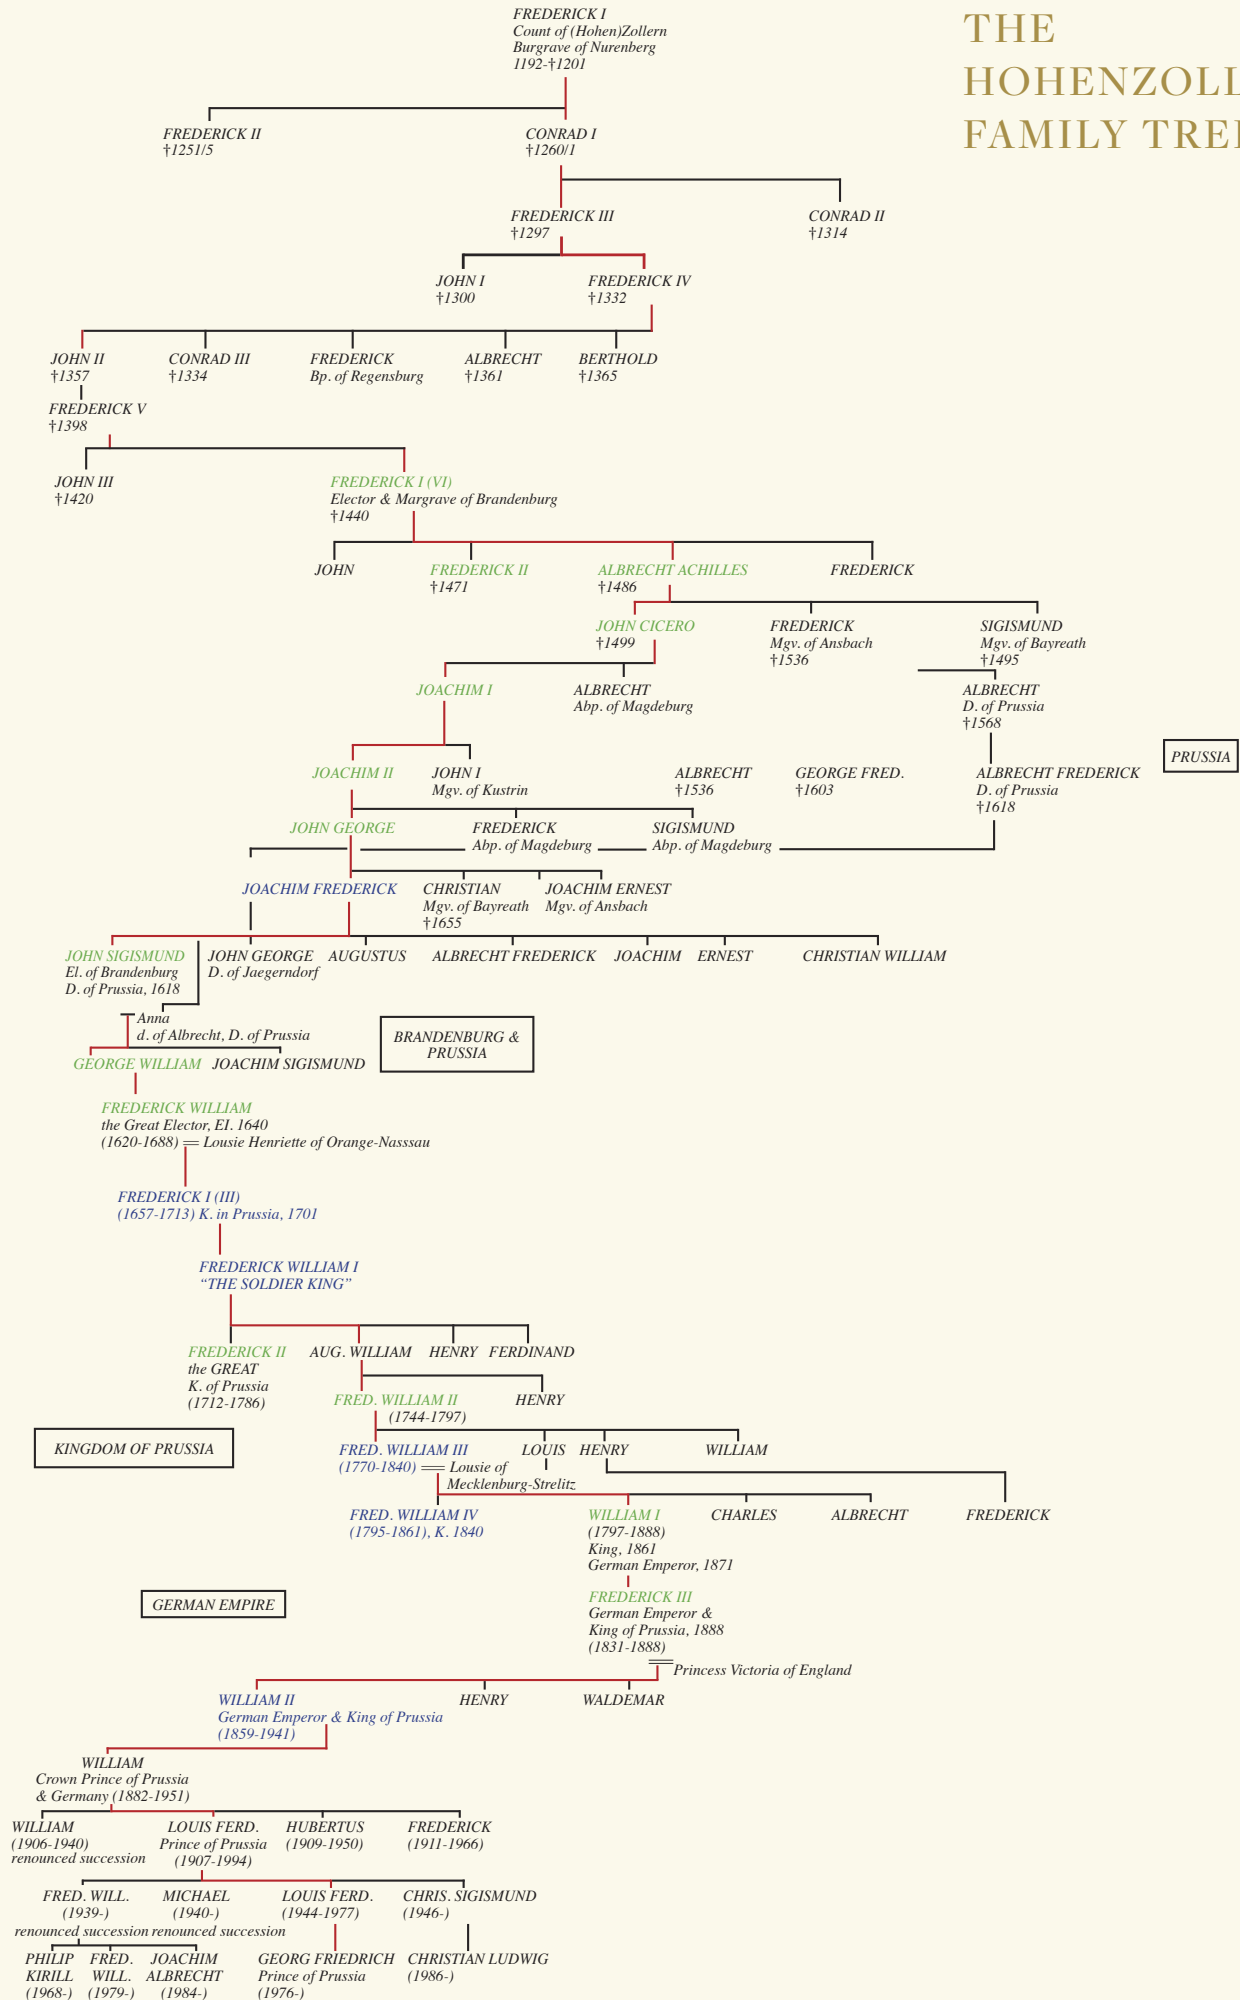 THE
HOHENZOLL
FAMILY TREE
FREDERICK I
Count of (Hohen)Zollern
Burgrave of Nurenberg
1192-†1201
FREDERICK II
†1251/5
CONRAD I
†1260/1
FREDERICK III
†1297
CONRAD II
†1314
JOHN I
†1300
FREDERICK IV
†1332
JOHN II
†1357
CONRAD III
†1334
FREDERICK
Bp. of Regensburg
ALBRECHT
†1361
BERTHOLD
†1365
FREDERICK V
†1398
JOHN III
†1420
FREDERICK I (VI)
Elector & Margrave of Brandenburg
†1440
JOHN
FREDERICK II
†1471
ALBRECHT ACHILLES
†1486
FREDERICK
JOHN CICERO
†1499
FREDERICK
Mgv. of Ansbach
†1536
SIGISMUND
Mgv. of Bayreath
†1495
JOACHIM I
ALBRECHT
Abp. of Magdeburg
ALBRECHT
D. of Prussia
†1568
PRUSSIA
JOACHIM II
JOHN I
Mgv. of Kustrin
ALBRECHT
†1536
GEORGE FRED.
†1603
ALBRECHT FREDERICK
D. of Prussia
†1618
JOHN GEORGE
FREDERICK
Abp. of Magdeburg
SIGISMUND
Abp. of Magdeburg
JOACHIM FREDERICK
CHRISTIAN
Mgv. of Bayreath
†1655
JOACHIM ERNEST
Mgv. of Ansbach
JOHN SIGISMUND
El. of Brandenburg
D. of Prussia, 1618
JOHN GEORGE
D. of Jaegerndorf
AUGUSTUS
ALBRECHT FREDERICK
JOACHIM
ERNEST
CHRISTIAN WILLIAM
Anna
d. of Albrecht, D. of Prussia
BRANDENBURG &
PRUSSIA
GEORGE WILLIAM
JOACHIM SIGISMUND
FREDERICK WILLIAM
the Great Elector, EI. 1640
(1620-1688) == Lousie Henriette of Orange-Nasssau
FREDERICK I (III)
(1657-1713) K. in Prussia, 1701
FREDERICK WILLIAM I
“THE SOLDIER KING”
FREDERICK II
the GREAT
K. of Prussia
(1712-1786)
AUG. WILLIAM
HENRY
FERDINAND
FRED. WILLIAM II
(1744-1797)
HENRY
KINGDOM OF PRUSSIA
FRED. WILLIAM III
(1770-1840) == Lousie of
Mecklenburg-Strelitz
LOUIS
HENRY
WILLIAM
FRED. WILLIAM IV
(1795-1861), K. 1840
WILLIAM I
(1797-1888)
King, 1861
German Emperor, 1871
CHARLES
ALBRECHT
FREDERICK
GERMAN EMPIRE
FREDERICK III
German Emperor &
King of Prussia, 1888
(1831-1888)
Princess Victoria of England
WILLIAM II
German Emperor & King of Prussia
(1859-1941)
HENRY
WALDEMAR
WILLIAM
Crown Prince of Prussia
& Germany (1882-1951)
WILLIAM
(1906-1940)
renounced succession
LOUIS FERD.
Prince of Prussia
(1907-1994)
HUBERTUS
(1909-1950)
FREDERICK
(1911-1966)
FRED. WILL.
(1939-)
renounced succession
MICHAEL
(1940-)
renounced succession
LOUIS FERD.
(1944-1977)
CHRIS. SIGISMUND
(1946-)
PHILIP
KIRILL
(1968-)
FRED.
WILL.
(1979-)
JOACHIM
ALBRECHT
(1984-)
GEORG FRIEDRICH
Prince of Prussia
(1976-)
CHRISTIAN LUDWIG
(1986-)